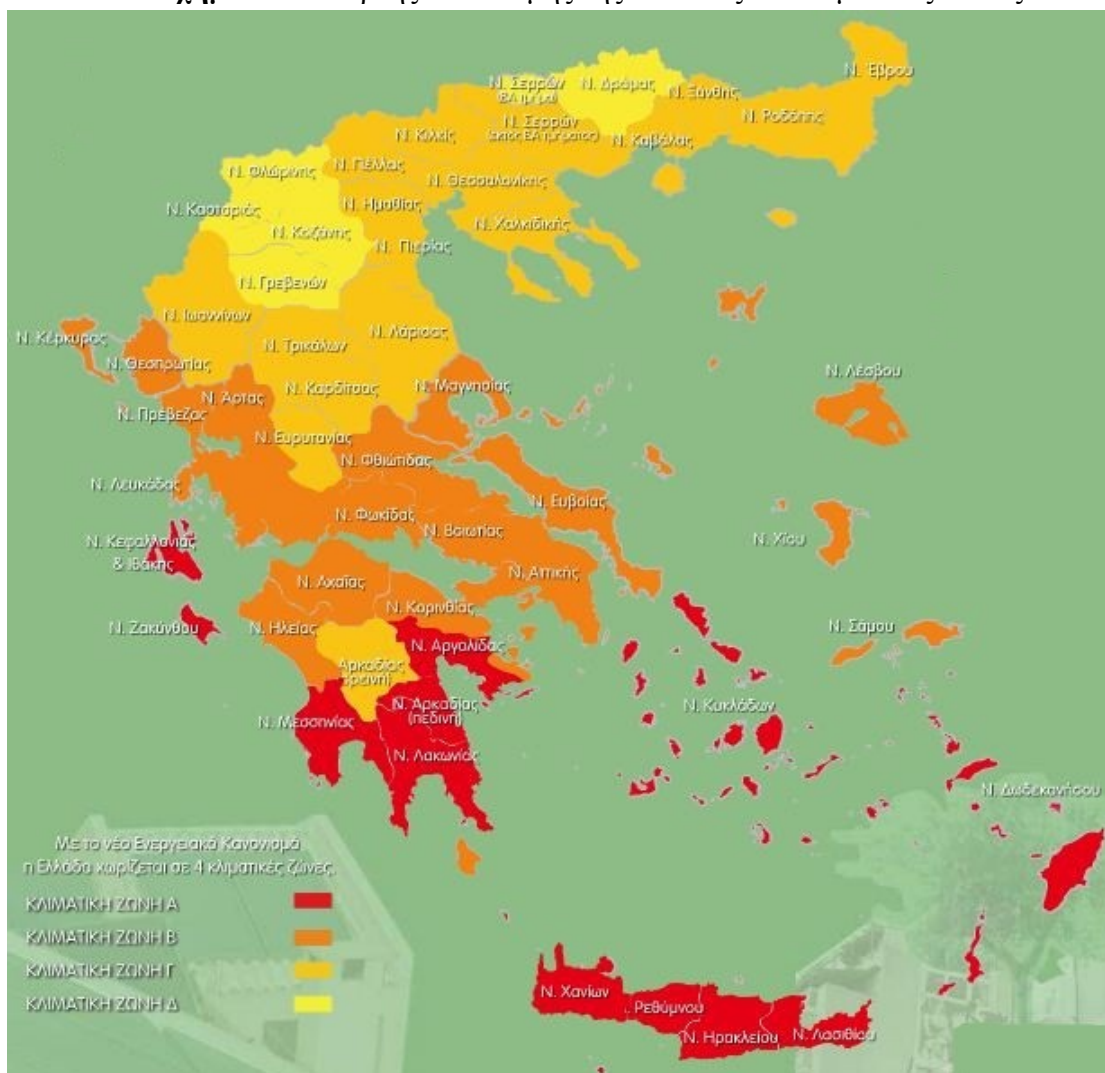 Ν. Έβρου
Ν. Σερρών
(ΒΑ τμήμα)
Ν. Δράμας
Ν. Ξάνθης
Ν. Ροδόπης
Ν. Σερρών
(εκτός ΒΑ τμήματος)
Ν. Κιλκίς
Ν. Καβάλας
Ν. Πέλλας
Ν. Φλώρινης
Ν. Θεσσαλονίκης
Ν. Καστοριάς
Ν. Ημαθίας
Ν. Χαλκιδικής
Ν. Κοζάνης
Ν. Πιερίας
Ν. Γρεβενών
Ν. Ιωαννίνων
Ν. Κέρκυρας
Ν. Λάρισας
Ν. Τρικάλων
Ν. Θεσπρωτίας
Ν. Λέσβου
Ν. Καρδίτσας
Ν. Μαγνησίας
Ν. Άρτας
Ν. Πρέβεζας
Ν. Ευρυτανίας
Ν. Φθιώτιδας
Ν. Λευκάδας
Ν. Ευβοίας
Ν. Φωκίδας
Ν. Βοιωτίας
Ν. Χίου
Ν. Κεφαλλονιάς
& Ιθάκης
Ν. Αττικής
Ν. Αχαΐας
Ν. Κορινθίας
Ν. Ζακύνθου
Ν. Ηλείας
Ν. Σάμου
Ν. Αργολίδας
Αρκαδίας
Ν. Αρκαδίας
(πεδινή)
Ν. Κυκλάδων
Ν. Μεσσηνίας
Ν. Λακωνίας
Ν. Δωδεκανήσου
Με το νέο Ενεργειακό Κανονισμό
η Ελλάδα χωρίζεται σε 4 κλιματικές ζώνες.
ΚΛΙΜΑΤΙΚΗ ΖΩΝΗ Α
ΚΛΙΜΑΤΙΚΗ ΖΩΝΗ Β
ΚΛΙΜΑΤΙΚΗ ΖΩΝΗ Γ
ΚΛΙΜΑΤΙΚΗ ΖΩΝΗ Δ
Ν. Χανίων
. Ρεθύμνου
Ν. Ηρακλείου
Ν. Λασιθίου